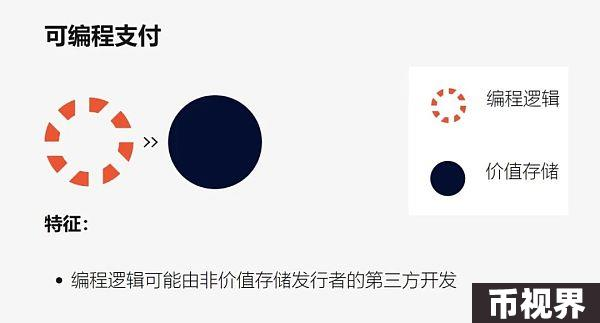 可编程支付
编程逻辑
价值存储
特征：
• 编程逻辑可能由非价值存储发行者的第三方开发
币视界